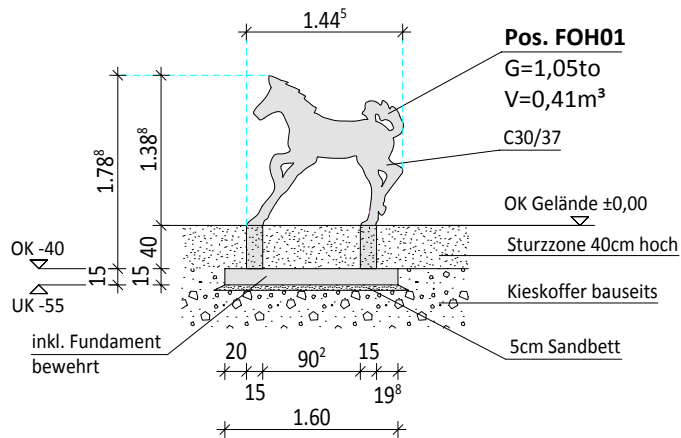 1.44⁵
Pos. FOH01
G=1,05to
V=0,41m³
C30/37
1.78⁸
1.38⁸
OK Gelände ±0,00
40
Sturzzone 40cm hoch
OK -40
15
15
UK -55
Kieskoffer bauseits
inkl. Fundament
bewehrt
5cm Sandbett
20
90²
15
15
19⁸
1.60